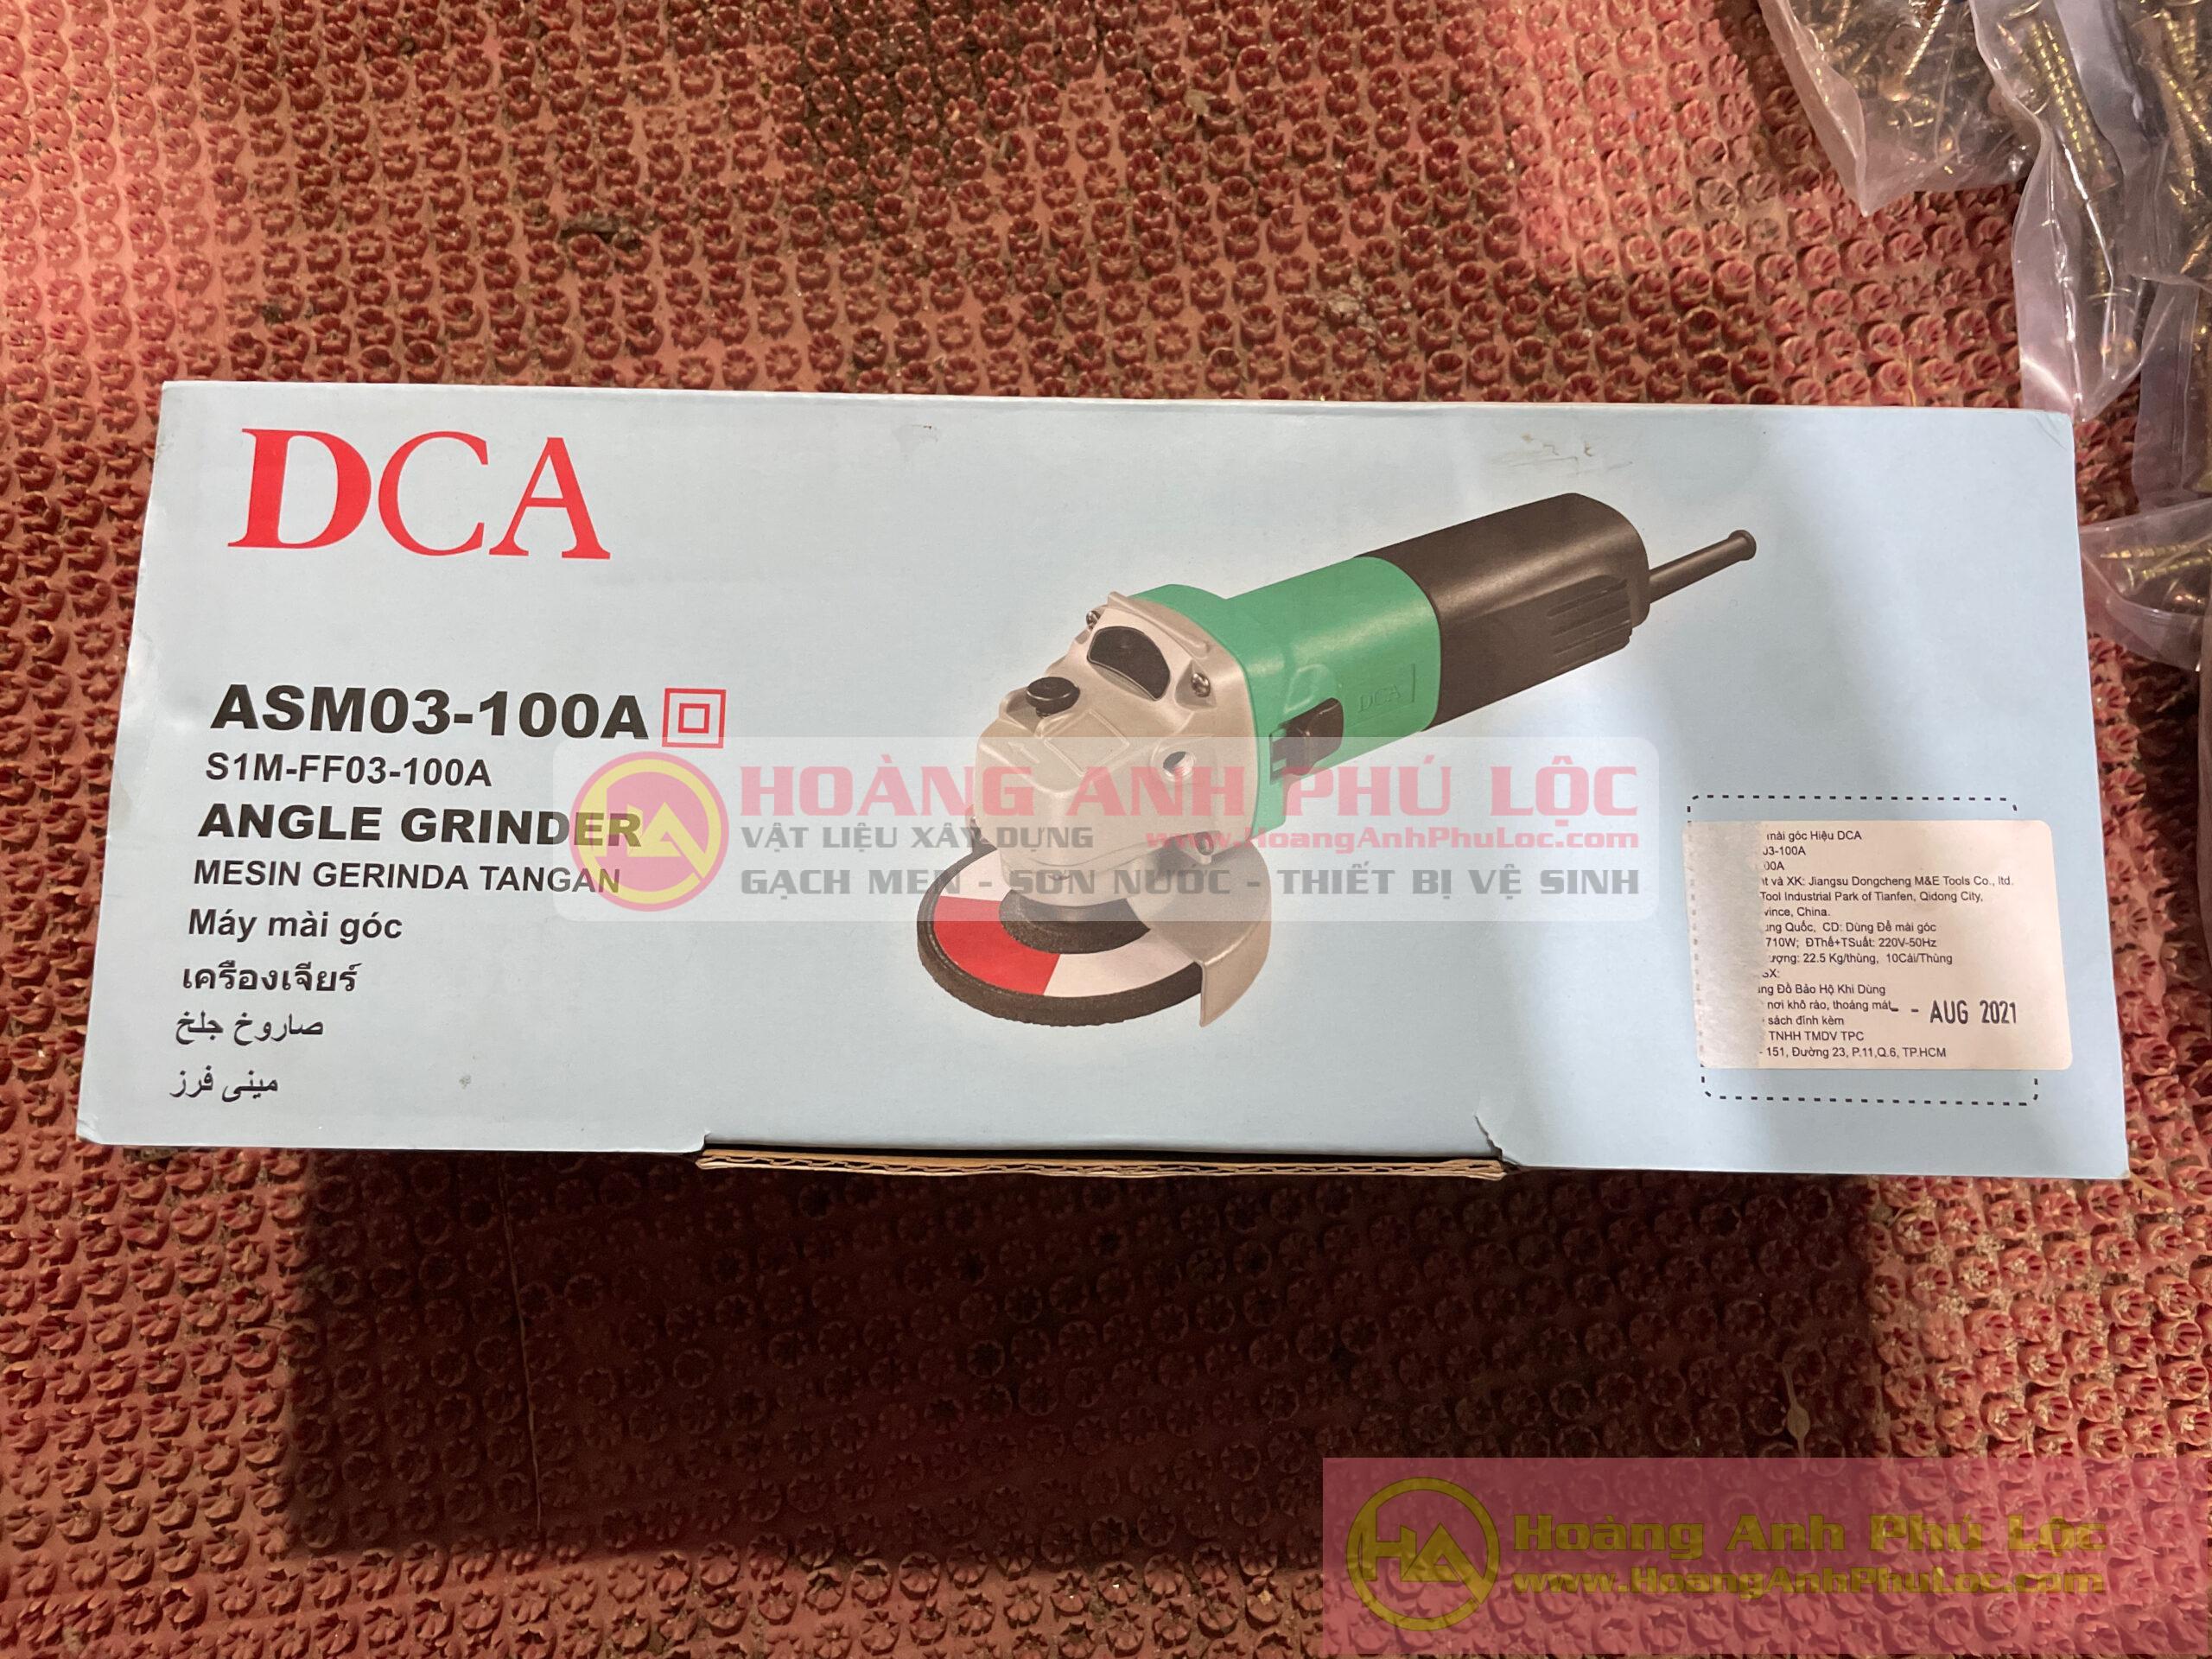 DCA
ASM03-100A
S1M-FF03-100A
ANGLE GRINDER
MESIN GERINDA TANGAN
Máy mài góc
เครื่องเจียร์
صاروخ جلخ
مينى فرز
DCA
HOÀNG ANH PHÚ LỘC
VẬT LIỆU XÂY DỰNG www.HoangAnhPhuLoc.com
GẠCH MEN - SƠN NƯỚC - THIẾT BỊ VỆ SINH
mài góc Hiệu DCA
03-100A
00A
và XK: Jiangsu Dongcheng M&E Tools Co., ltd.
Tool Industrial Park of Tianfen, Qidong City,
vince, China.
ung Quốc, CD: Dùng Để mài góc
710W; ĐThế+TSuất: 220V-50Hz
ượng: 22.5 Kg/thùng, 10Cái/Thùng
SX:
ng Đồ Bảo Hộ Khi Dùng
nơi khô ráo, thoáng mát
- AUG 2021
sách đính kèm
TNHH TMDV TPC
- 151, Đường 23, P.11,Q.6, TP.HCM
Hoàng Anh Phú Lộc
www.HoangAnhPhuLoc.com